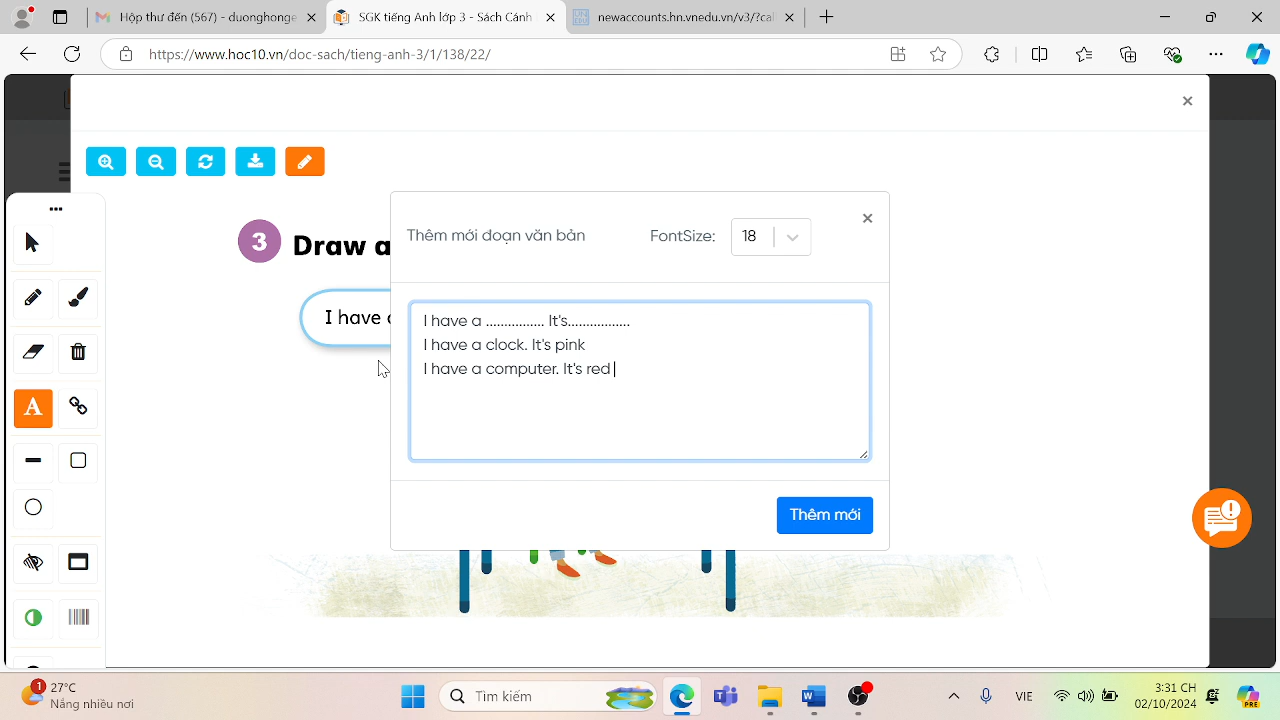 Hộp thư đến (567) - duonghonge
SGK tiếng Anh lớp 3 - Sách Cánh
newaccounts.hn.vnedu.vn/v3/?cal
https://www.hoc10.vn/doc-sach/tieng-anh-3/1/138/22/
3 Draw a
I have
Thêm mới đoạn văn bản
FontSize: 18
I have a ............... It's................
I have a clock. It's pink
I have a computer. It's red
Thêm mới
A
1
27°C
Nắng nhiều nơi
Tìm kiếm
VIE
3:31 CH
02/10/2024
PRE